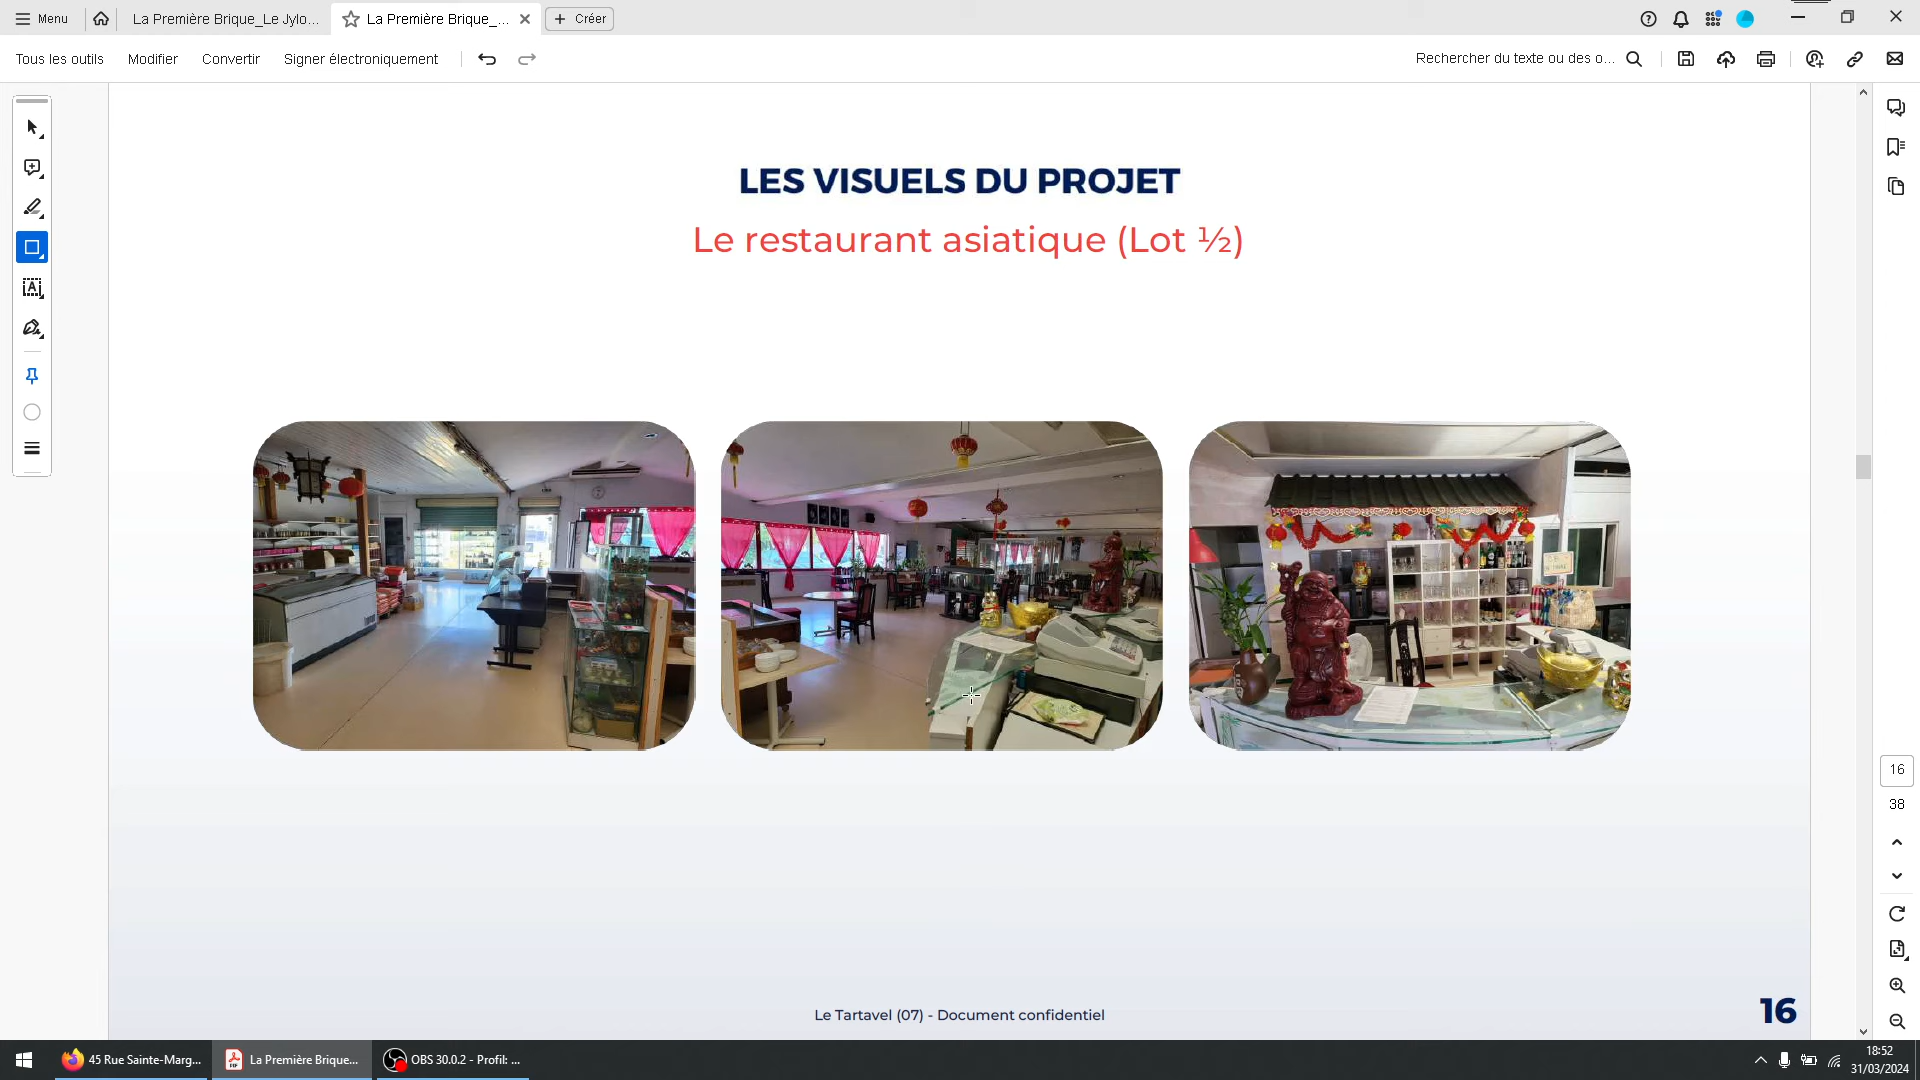 Menu
La Première Brique_Le Jylo...
La Première Brique_...
Créer
Tous les outils
Modifier
Convertir
Signer électroniquement
Rechercher du texte ou des o...
LES VISUELS DU PROJET
Le restaurant asiatique (Lot ½)
16
38
Le Tartavel (07) - Document confidentiel
16
45 Rue Sainte-Marg...
La Première Brique...
OBS 30.0.2 - Profil: ...
18:52
31/03/2024